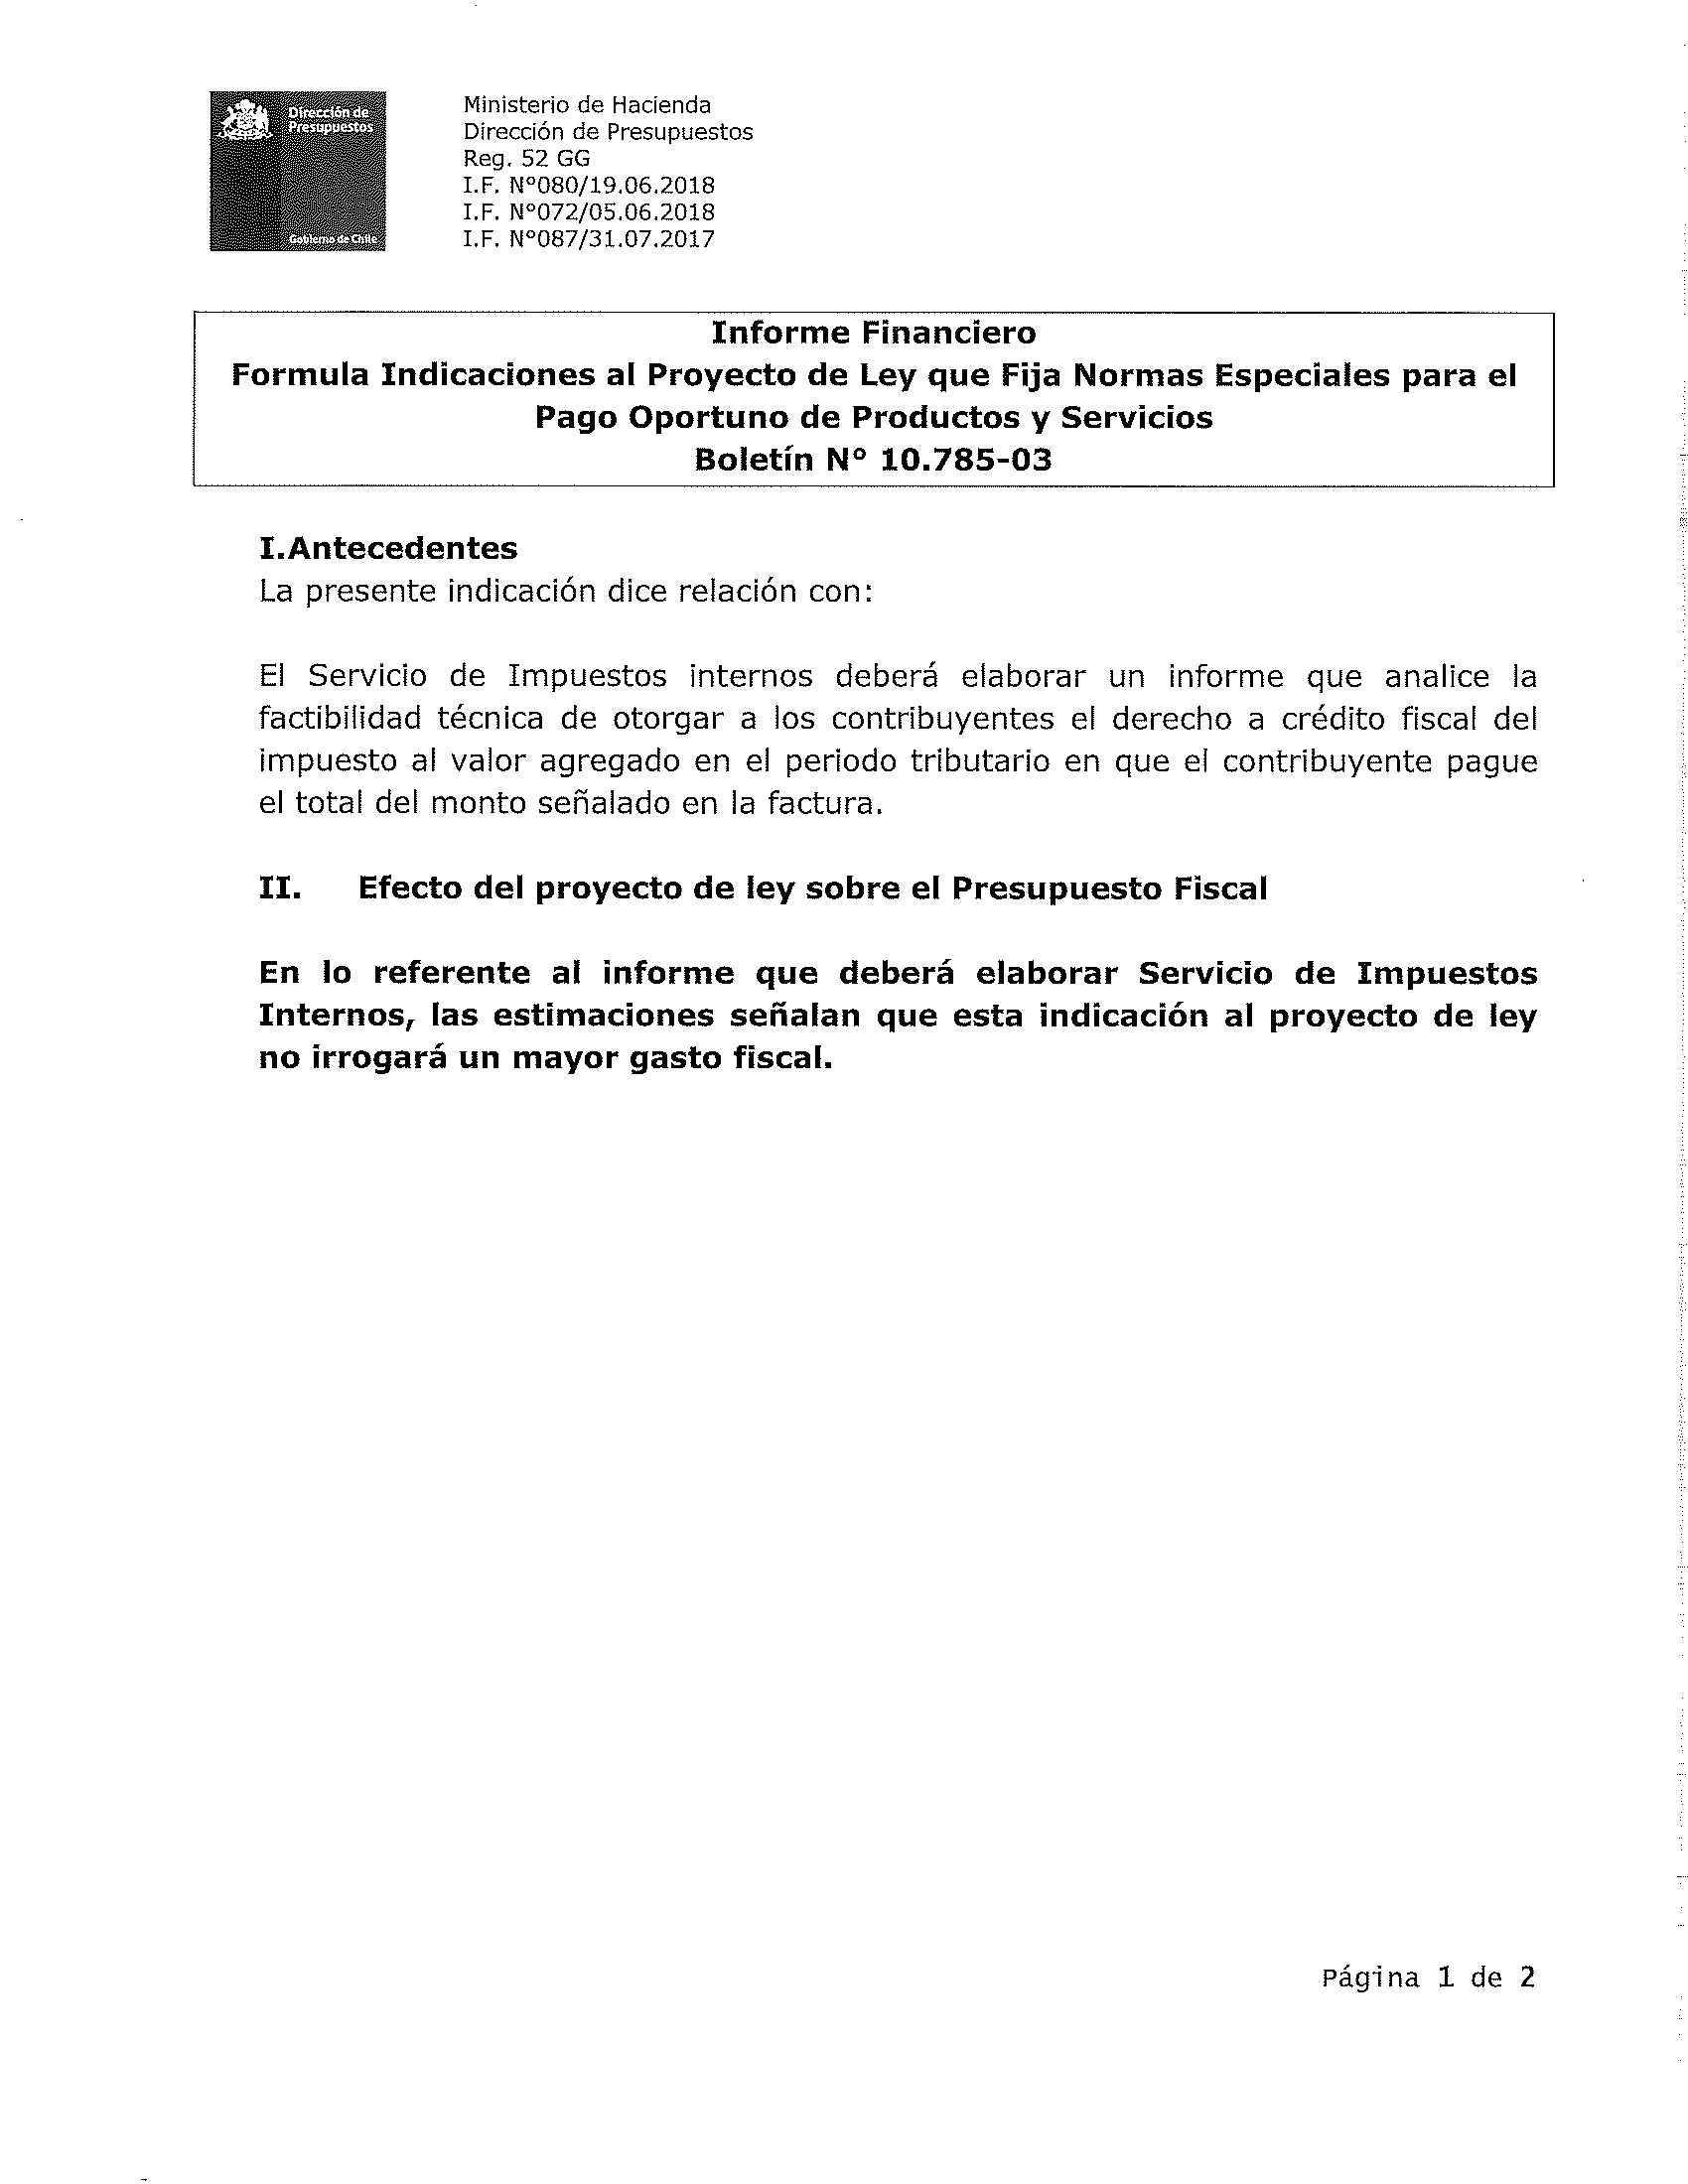 Dirección de
Presupuestos
Gobierno de Chile
Ministerio de Hacienda
Dirección de Presupuestos
Reg. 52 GG
I.F. N°080/19.06.2018
I.F. N°072/05.06.2018
I.F. N°087/31.07.2017
Informe Financiero
Formula Indicaciones al Proyecto de Ley que Fija Normas Especiales para el
Pago Oportuno de Productos y Servicios
Boletín N° 10.785-03
I.Antecedentes
La presente indicación dice relación con:
El Servicio de Impuestos internos deberá elaborar un informe que analice la
factibilidad técnica de otorgar a los contribuyentes el derecho a crédito fiscal del
impuesto al valor agregado en el periodo tributario en que el contribuyente pague
el total del monto señalado en la factura.
II. Efecto del proyecto de ley sobre el Presupuesto Fiscal
En lo referente al informe que deberá elaborar Servicio de Impuestos
Internos, las estimaciones señalan que esta indicación al proyecto de ley
no irrogará un mayor gasto fiscal.
Página 1 de 2